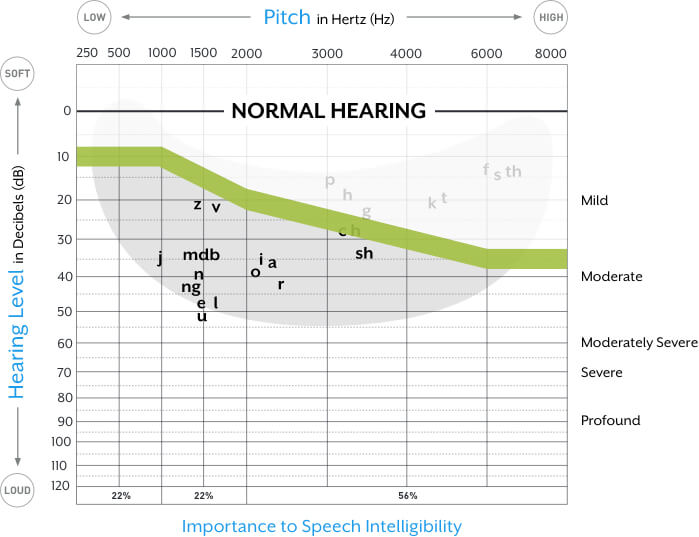 LOW Pitch in Hertz (Hz) HIGH
250 500 1000 1500 2000 3000 4000 6000 8000
SOFT
Hearing Level in Decibels (dB)
LOUD
0 NORMAL HEARING
10
20 Mild
30
40 Moderate
50
60 Moderately Severe
70 Severe
80
90 Profound
100
110
120
p
h
g
k t
f s th
z v
ch
sh
j mdb
i a
o
n
r
ng
e l
u
22% 22% 56%
Importance to Speech Intelligibility